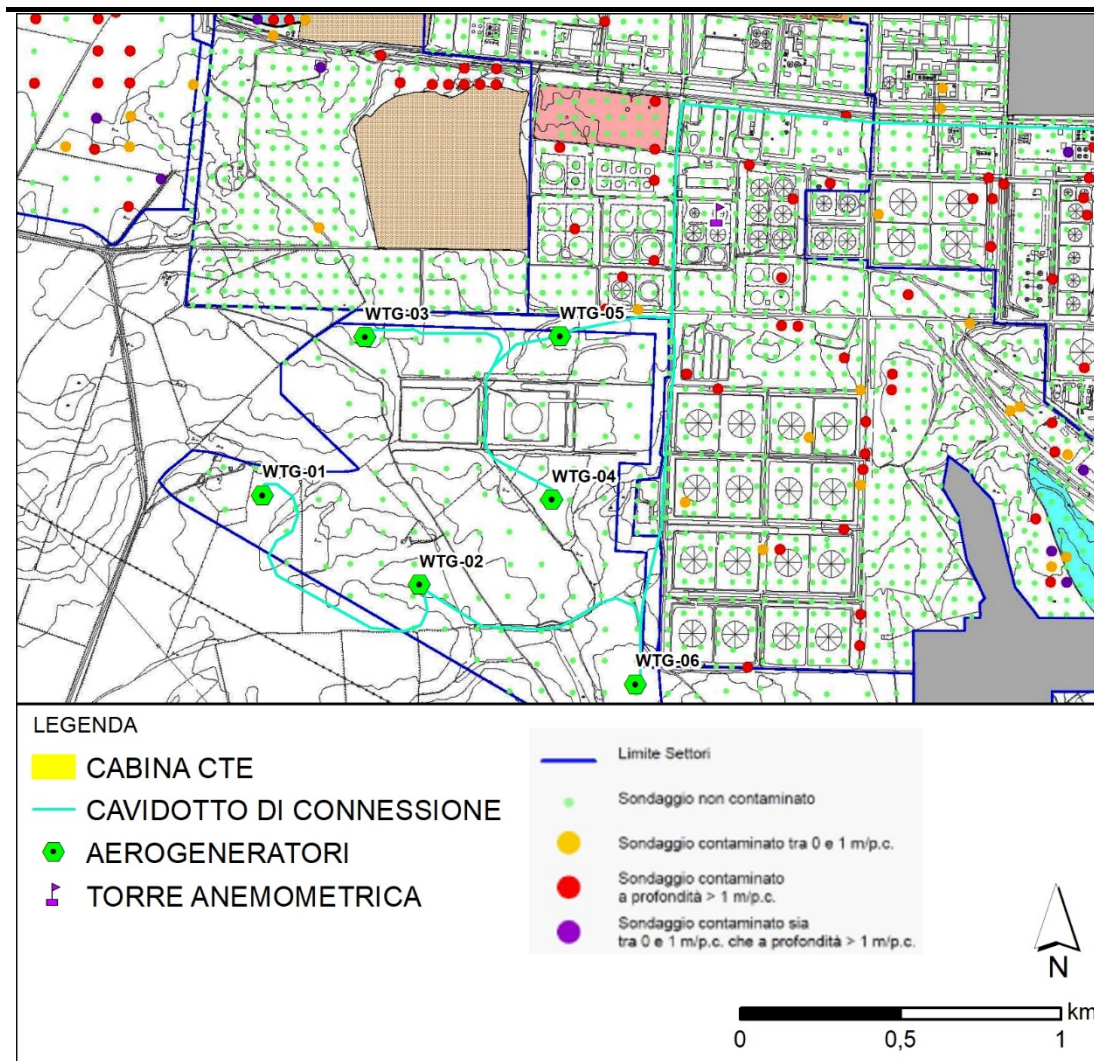 WTG-03
WTG-05
WTG-01
WTG-04
WTG-02
WTG-06
LEGENDA
CABINA CTE
CAVIDOTTO DI CONNESSIONE
AEROGENERATORI
TORRE ANEMOMETRICA
Limite Settori
Sondaggio non contaminato
Sondaggio contaminato tra 0 e 1 m/p.c.
Sondaggio contaminato
a profondità > 1 m/p.c.
Sondaggio contaminato sia
tra 0 e 1 m/p.c. che a profondità > 1 m/p.c.
N
km
0 0,5 1